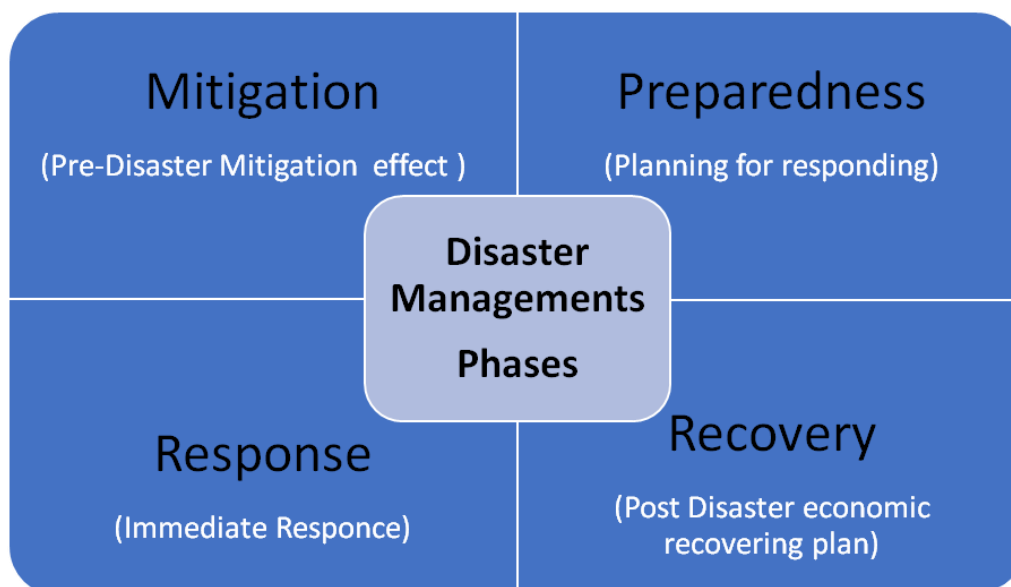 Mitigation
(Pre-Disaster Mitigation effect )
Preparedness
(Planning for responding)
Disaster
Managements
Phases
Response
(Immediate Responce)
Recovery
(Post Disaster economic
recovering plan)